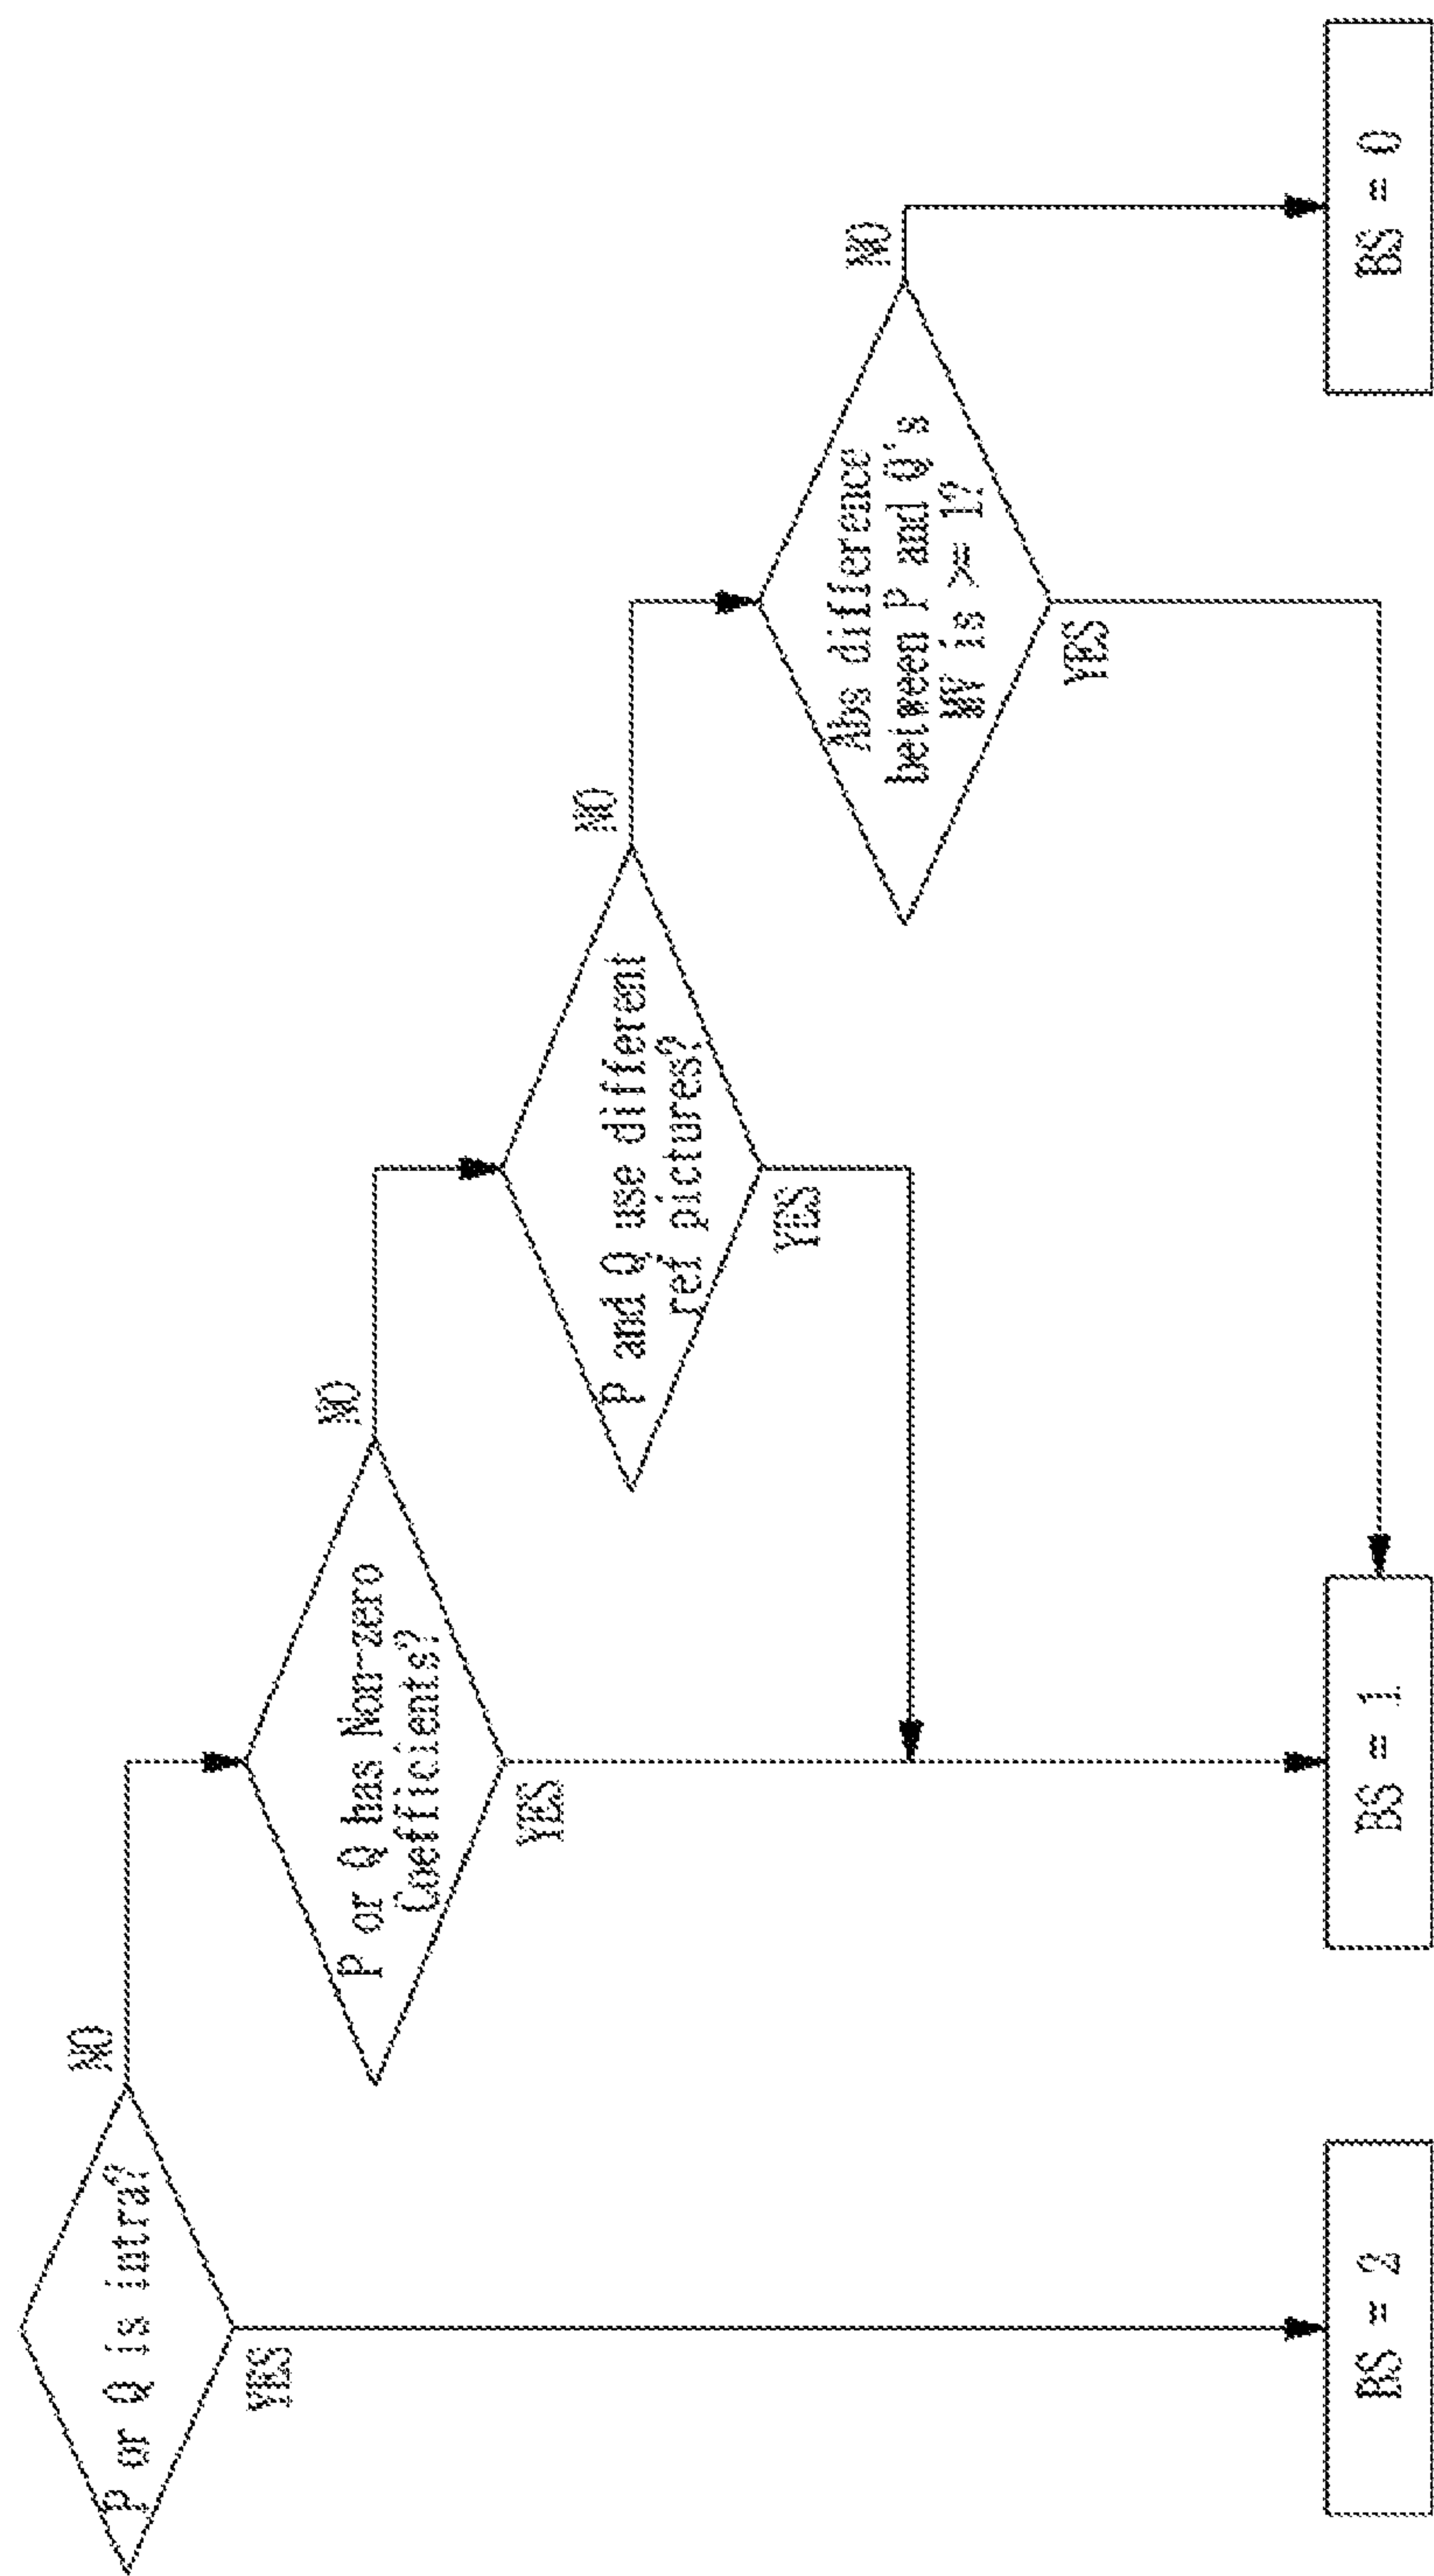 P or Q is intra?
NO
YES
P or Q has Non-zero
Coefficients?
NO
YES
P and Q use different
ref pictures?
NO
YES
Abs difference
between P and Q's
MV is >= 1?
NO
YES
BS = 2
BS = 1
BS = 0